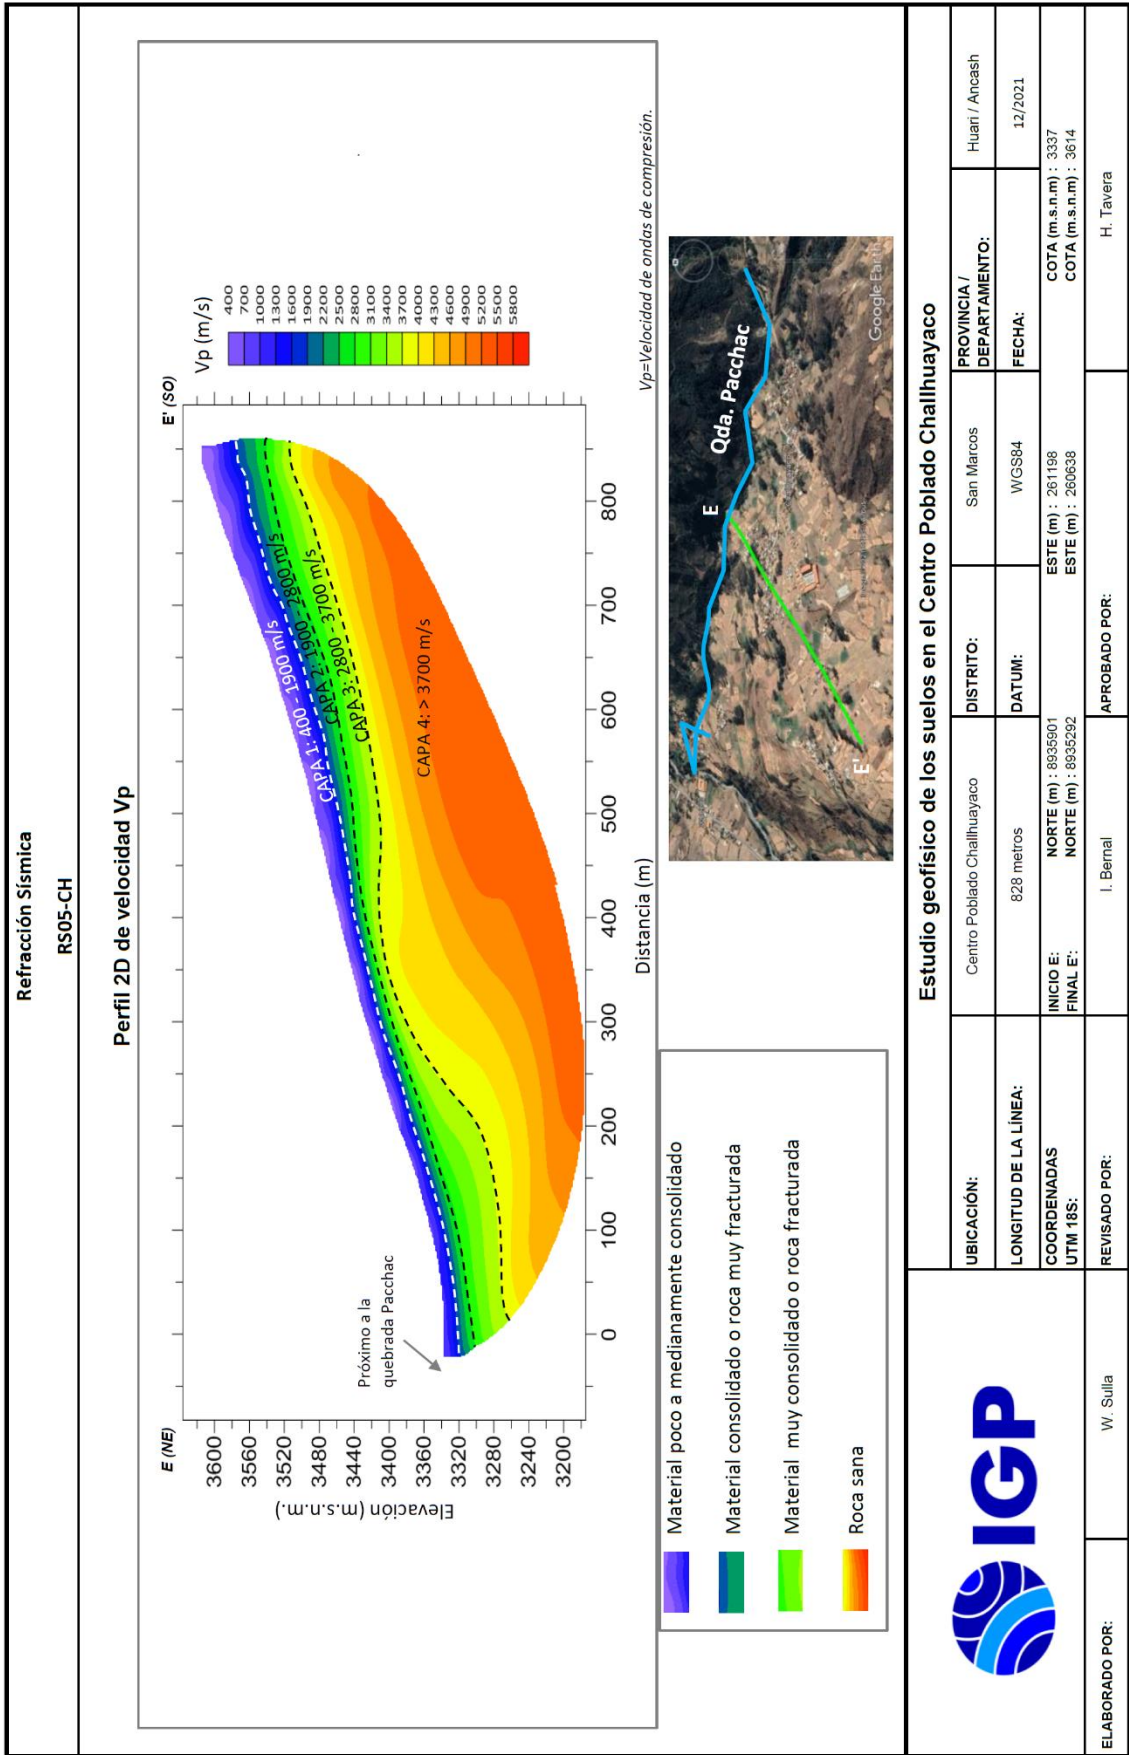 Refracción Sísmica
RS05-CH
Perfil 2D de velocidad Vp
E (NE)
E' (SO)
Elevación (m.s.n.m.)
3600
3560
3520
3480
3440
3400
3360
3320
3280
3240
3200
Próximo a la
quebrada Pacchac
CAPA 1: 400 - 1900 m/s
CAPA 2: 1900 - 2800 m/s
CAPA 3: 2800 - 3700 m/s
CAPA 4: > 3700 m/s
0 100 200 300 400 500 600 700 800
Distancia (m)
Vp (m/s)
400
700
1000
1300
1600
1900
2200
2500
2800
3100
3400
3700
4000
4300
4600
4900
5200
5500
5800
Vp=Velocidad de ondas de compresión.
Material poco a medianamente consolidado
Material consolidado o roca muy fracturada
Material muy consolidado o roca fracturada
Roca sana
E
E'
Qda. Pacchac
Google Earth
IGP
Estudio geofísico de los suelos en el Centro Poblado Challhuayaco
UBICACIÓN: Centro Poblado Challhuayaco DISTRITO: San Marcos PROVINCIA / DEPARTAMENTO: Huari / Ancash
LONGITUD DE LA LÍNEA: 828 metros DATUM: WGS84 FECHA: 12/2021
COORDENADAS UTM 18S:
INICIO E: NORTE (m) : 8935901 ESTE (m) : 261198 COTA (m.s.n.m) : 3337
FINAL E': NORTE (m) : 8935292 ESTE (m) : 260638 COTA (m.s.n.m) : 3614
ELABORADO POR: W. Sulla REVISADO POR: I. Bernal APROBADO POR: H. Tavera